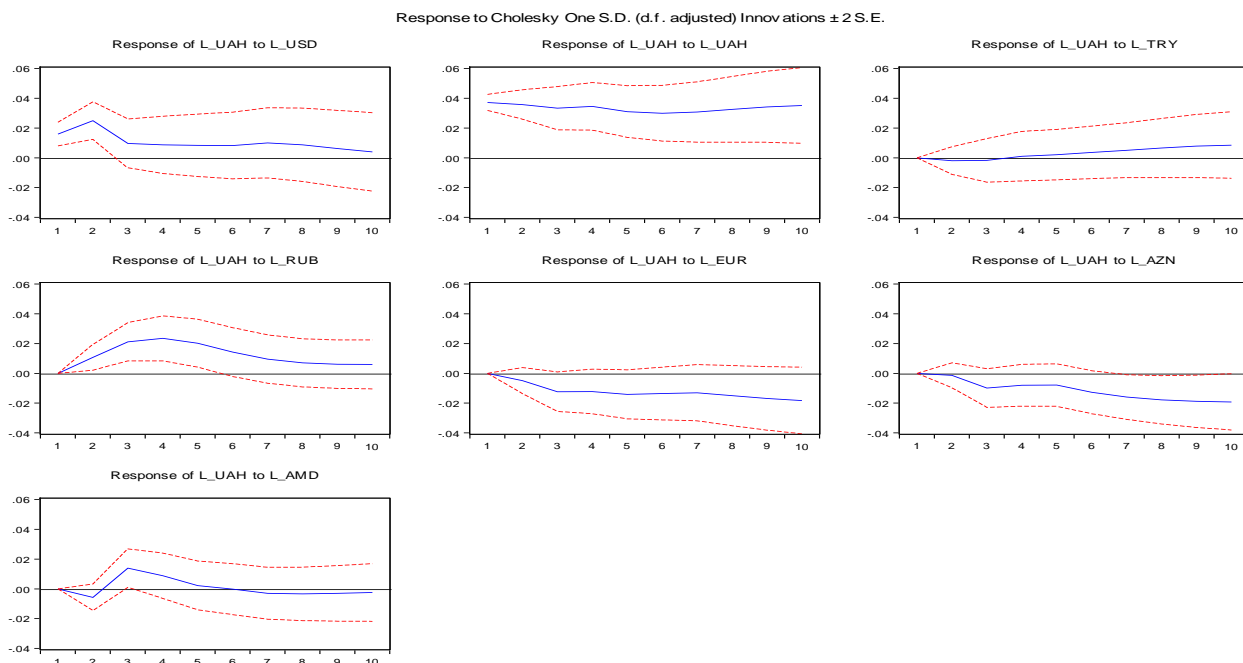 Response to Cholesky One S.D. (d.f. adjusted) Innovations ± 2 S.E.
Response of L_UAH to L_USD
.06
.04
.02
.00
-.02
-.04
1 2 3 4 5 6 7 8 9 10
Response of L_UAH to L_UAH
.06
.04
.02
.00
-.02
-.04
1 2 3 4 5 6 7 8 9 10
Response of L_UAH to L_TRY
.06
.04
.02
.00
-.02
-.04
1 2 3 4 5 6 7 8 9 10
Response of L_UAH to L_RUB
.06
.04
.02
.00
-.02
-.04
1 2 3 4 5 6 7 8 9 10
Response of L_UAH to L_EUR
.06
.04
.02
.00
-.02
-.04
1 2 3 4 5 6 7 8 9 10
Response of L_UAH to L_AZN
.06
.04
.02
.00
-.02
-.04
1 2 3 4 5 6 7 8 9 10
Response of L_UAH to L_AMD
.06
.04
.02
.00
-.02
-.04
1 2 3 4 5 6 7 8 9 10